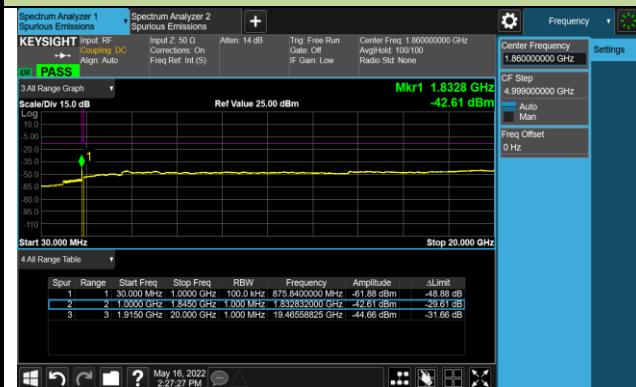 Spectrum Analyzer 1
Spurious Emissions
Spectrum Analyzer 2
Spurious Emissions
+
Frequency
KEYSIGHT
Input: RF
Coupling: DC
Align: Auto
Input Z: 50 Ω
Corrections: On
Freq Ref: Int (S)
Atten: 14 dB
Trig: Free Run
Gate: Off
IF Gain: Low
Center Freq: 1.860000000 GHz
Avg|Hold: 100/100
Radio Std: None
PASS
Center Frequency
1.860000000 GHz
Settings
CF Step
4.999000000 GHz
Auto
Man
Freq Offset
0 Hz
3 All Range Graph
Mkr1 1.8328 GHz
Scale/Div 15.0 dB
Ref Value 25.00 dBm
-42.61 dBm
Log
10.0
-5.00
-20.0
-35.0
-50.0
-65.0
-80.0
-95.0
-110
1
Start 30.000 MHz
Stop 20.000 GHz
4 All Range Table
Spur Range Start Freq Stop Freq RBW Frequency Amplitude ΔLimit
1 1 30.000 MHz 1.0000 GHz 100.0 kHz 875.8400000 MHz -61.88 dBm -48.88 dB
2 2 1.0000 GHz 1.8450 GHz 1.000 MHz 1.832832000 GHz -42.61 dBm -29.61 dB
3 3 1.9150 GHz 20.000 GHz 1.000 MHz 19.46558825 GHz -44.66 dBm -31.66 dB
?
May 16, 2022
2:27:27 PM